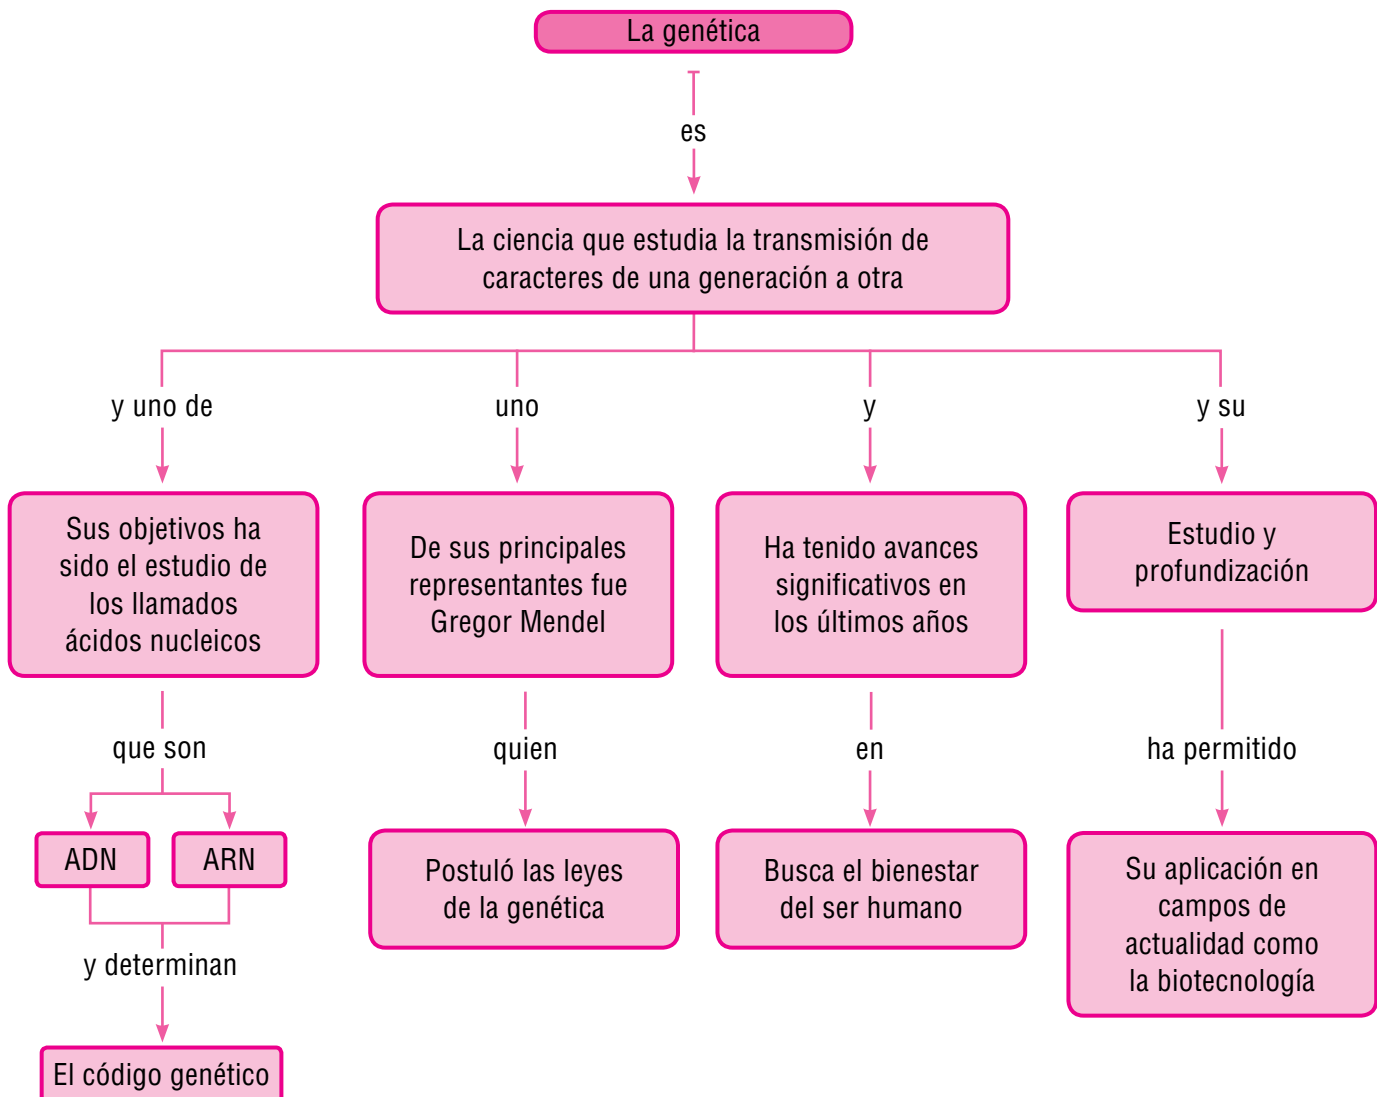 La genética
es
La ciencia que estudia la transmisión de
caracteres de una generación a otra
y uno de
uno
y
y su
Sus objetivos ha
sido el estudio de
los llamados
ácidos nucleicos
De sus principales
representantes fue
Gregor Mendel
Ha tenido avances
significativos en
los últimos años
Estudio y
profundización
que son
quien
en
ha permitido
ADN
ARN
Postuló las leyes
de la genética
Busca el bienestar
del ser humano
Su aplicación en
campos de
actualidad como
la biotecnología
y determinan
El código genético